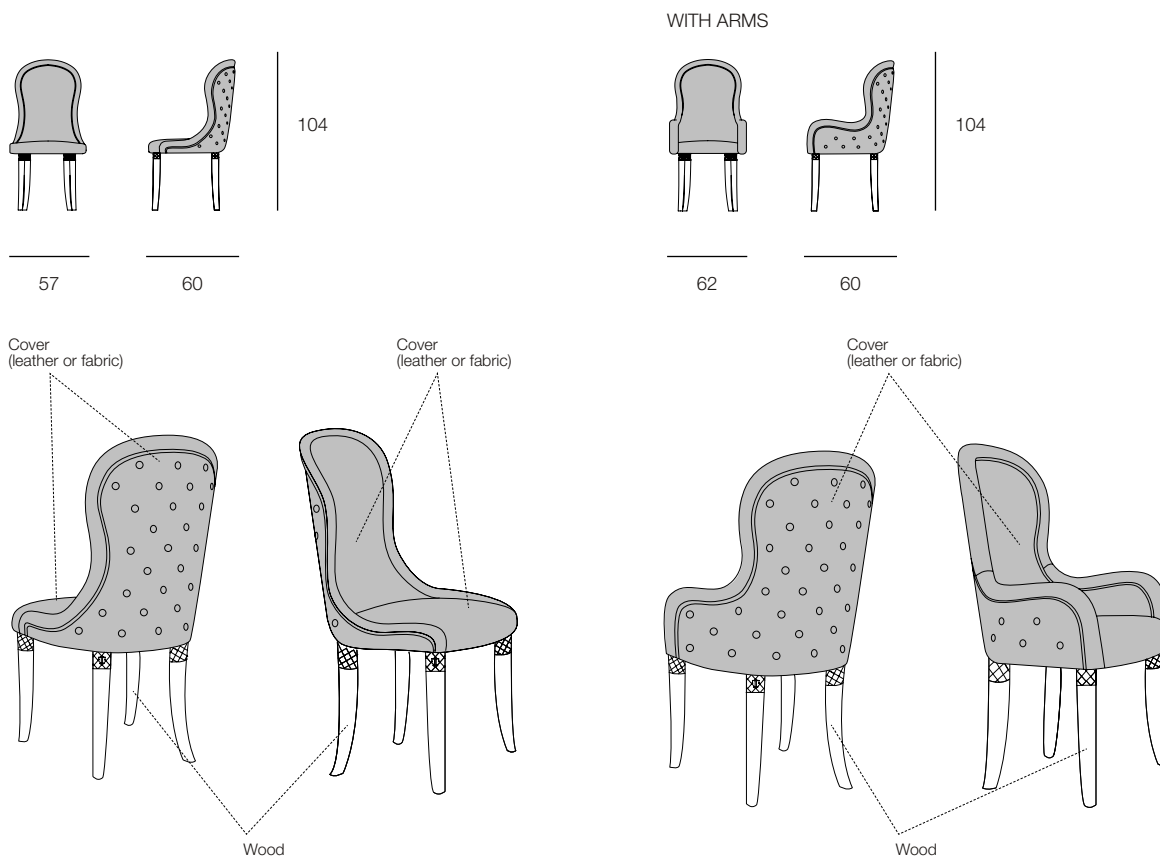 WITH ARMS
104
104
57
60
62
60
Cover
(leather or fabric)
Cover
(leather or fabric)
Cover
(leather or fabric)
Wood
Wood